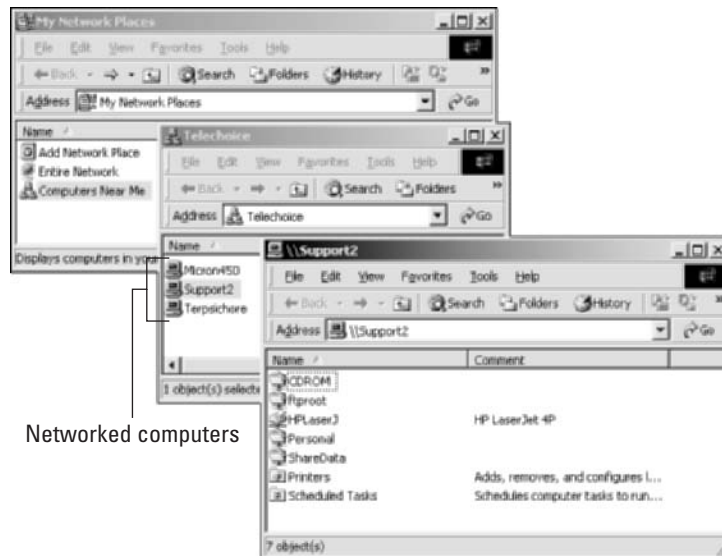 My Network Places
File Edit View Favorites Tools Help
Back Search Folders History
Address My Network Places Go
Name
Add Network Place
Entire Network
Computers Near Me
Displays computers in your
Telechoice
File Edit View Favorites Tools Help
Back Search Folders
Address Telechoice Go
Name
Micron450
Support2
Terpsichore
1 object(s) selecte
Networked computers
\\Support2
File Edit View Favorites Tools Help
Back Search Folders History
Address \\Support2 Go
Name Comment
CDROM
ftproot
HPLaserJ HP LaserJet 4P
Personal
ShareData
Printers Adds, removes, and configures l...
Scheduled Tasks Schedules computer tasks to run...
7 object(s)